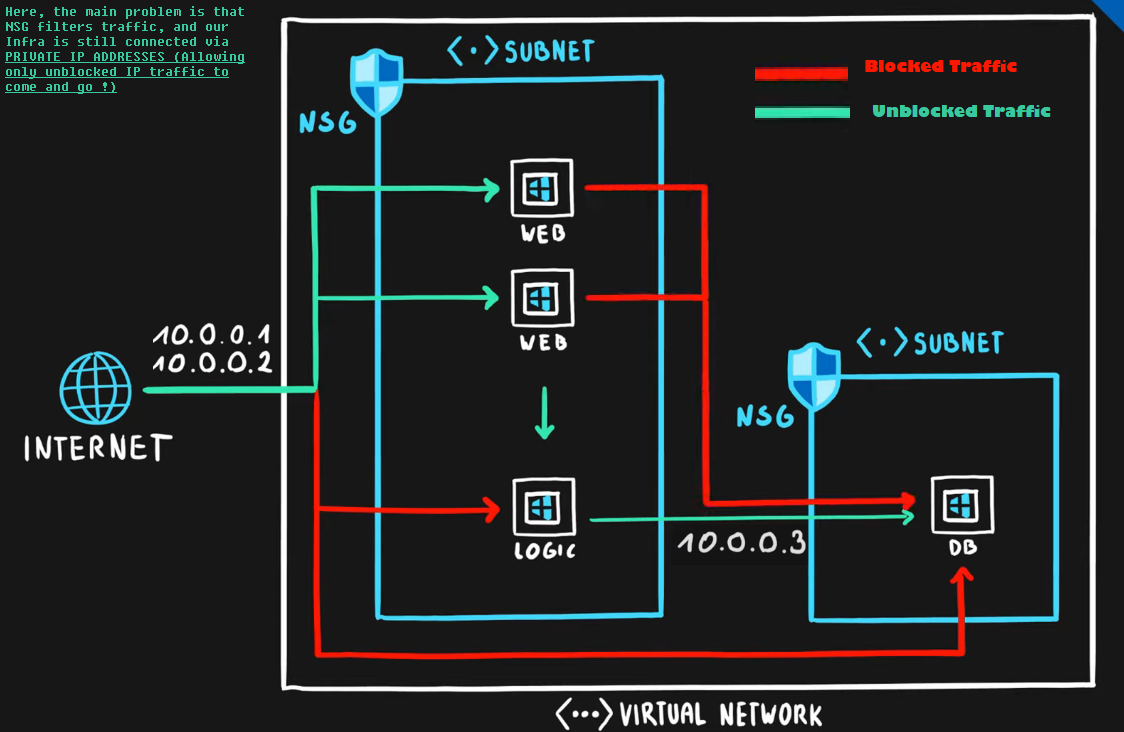 Here, the main problem is that
NSG filters traffic, and our
Infra is still connected via
PRIVATE IP ADDRESSES (Allowing
only unblocked IP traffic to
come and go !)
<·> SUBNET
Blocked Traffic
NSG
Unblocked Traffic
WEB
10.0.0.1
10.0.0.2
WEB
<·> SUBNET
NSG
INTERNET
10.0.0.3
LOGIC
DB
<···> VIRTUAL NETWORK